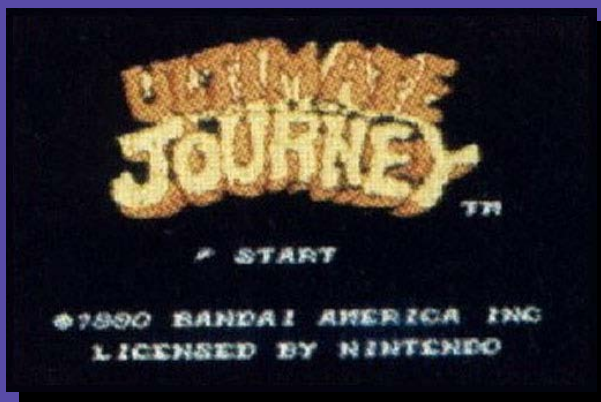 ULTIMATE
JOURNEY
TM
START
©1990 BANDAI AMERICA INC
LICENSED BY NINTENDO